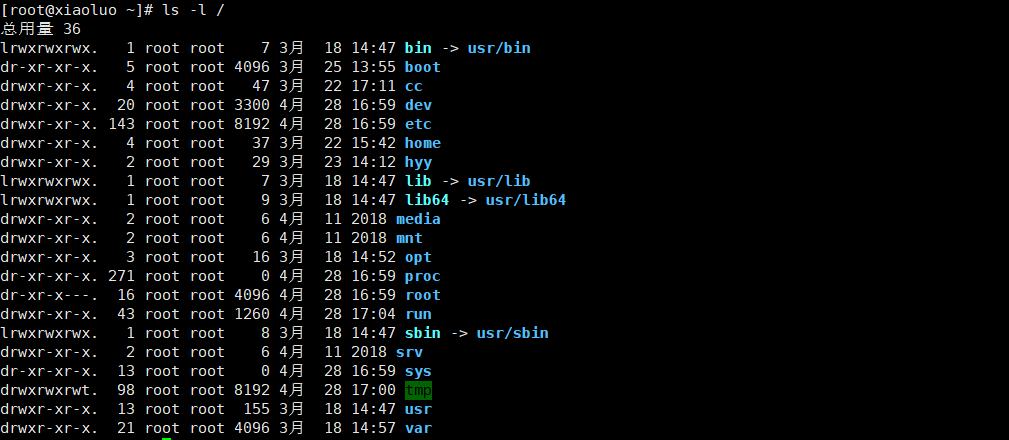 [root@xiaoluo ~]# ls -l /
总用量 36
lrwxrwxrwx.   1 root root    7 3月  18 14:47 bin -> usr/bin
dr-xr-xr-x.   5 root root 4096 3月  25 13:55 boot
drwxr-xr-x.   4 root root   47 3月  22 17:11 cc
drwxr-xr-x.  20 root root 3300 4月  28 16:59 dev
drwxr-xr-x. 143 root root 8192 4月  28 16:59 etc
drwxr-xr-x.   4 root root   37 3月  22 15:42 home
drwxr-xr-x.   2 root root   29 3月  23 14:12 hyy
lrwxrwxrwx.   1 root root    7 3月  18 14:47 lib -> usr/lib
lrwxrwxrwx.   1 root root    9 3月  18 14:47 lib64 -> usr/lib64
drwxr-xr-x.   2 root root    6 4月  11 2018 media
drwxr-xr-x.   2 root root    6 4月  11 2018 mnt
drwxr-xr-x.   3 root root   16 3月  18 14:52 opt
dr-xr-xr-x. 271 root root    0 4月  28 16:59 proc
dr-xr-x---.  16 root root 4096 4月  28 16:59 root
drwxr-xr-x.  43 root root 1260 4月  28 17:04 run
lrwxrwxrwx.   1 root root    8 3月  18 14:47 sbin -> usr/sbin
drwxr-xr-x.   2 root root    6 4月  11 2018 srv
dr-xr-xr-x.  13 root root    0 4月  28 16:59 sys
drwxrwxrwt.  98 root root 8192 4月  28 17:00 tmp
drwxr-xr-x.  13 root root  155 3月  18 14:47 usr
drwxr-xr-x.  21 root root 4096 3月  18 14:57 var